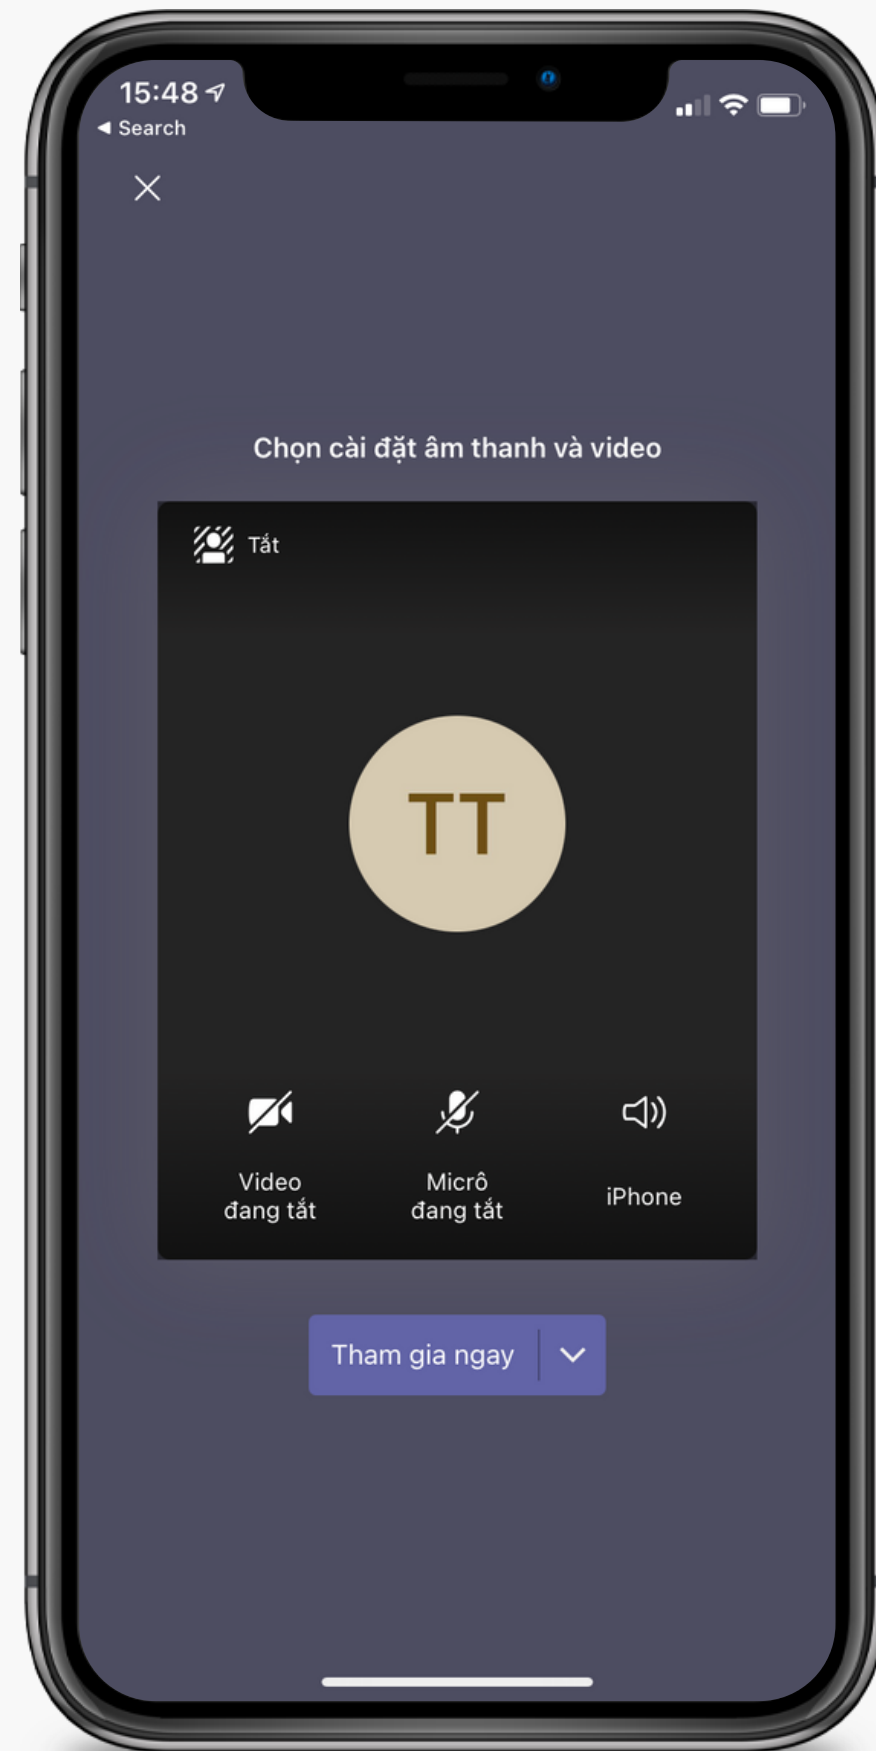 15:48
Search
Chọn cài đặt âm thanh và video
Tắt
TT
Video
đang tắt
Micrô
đang tắt
iPhone
Tham gia ngay